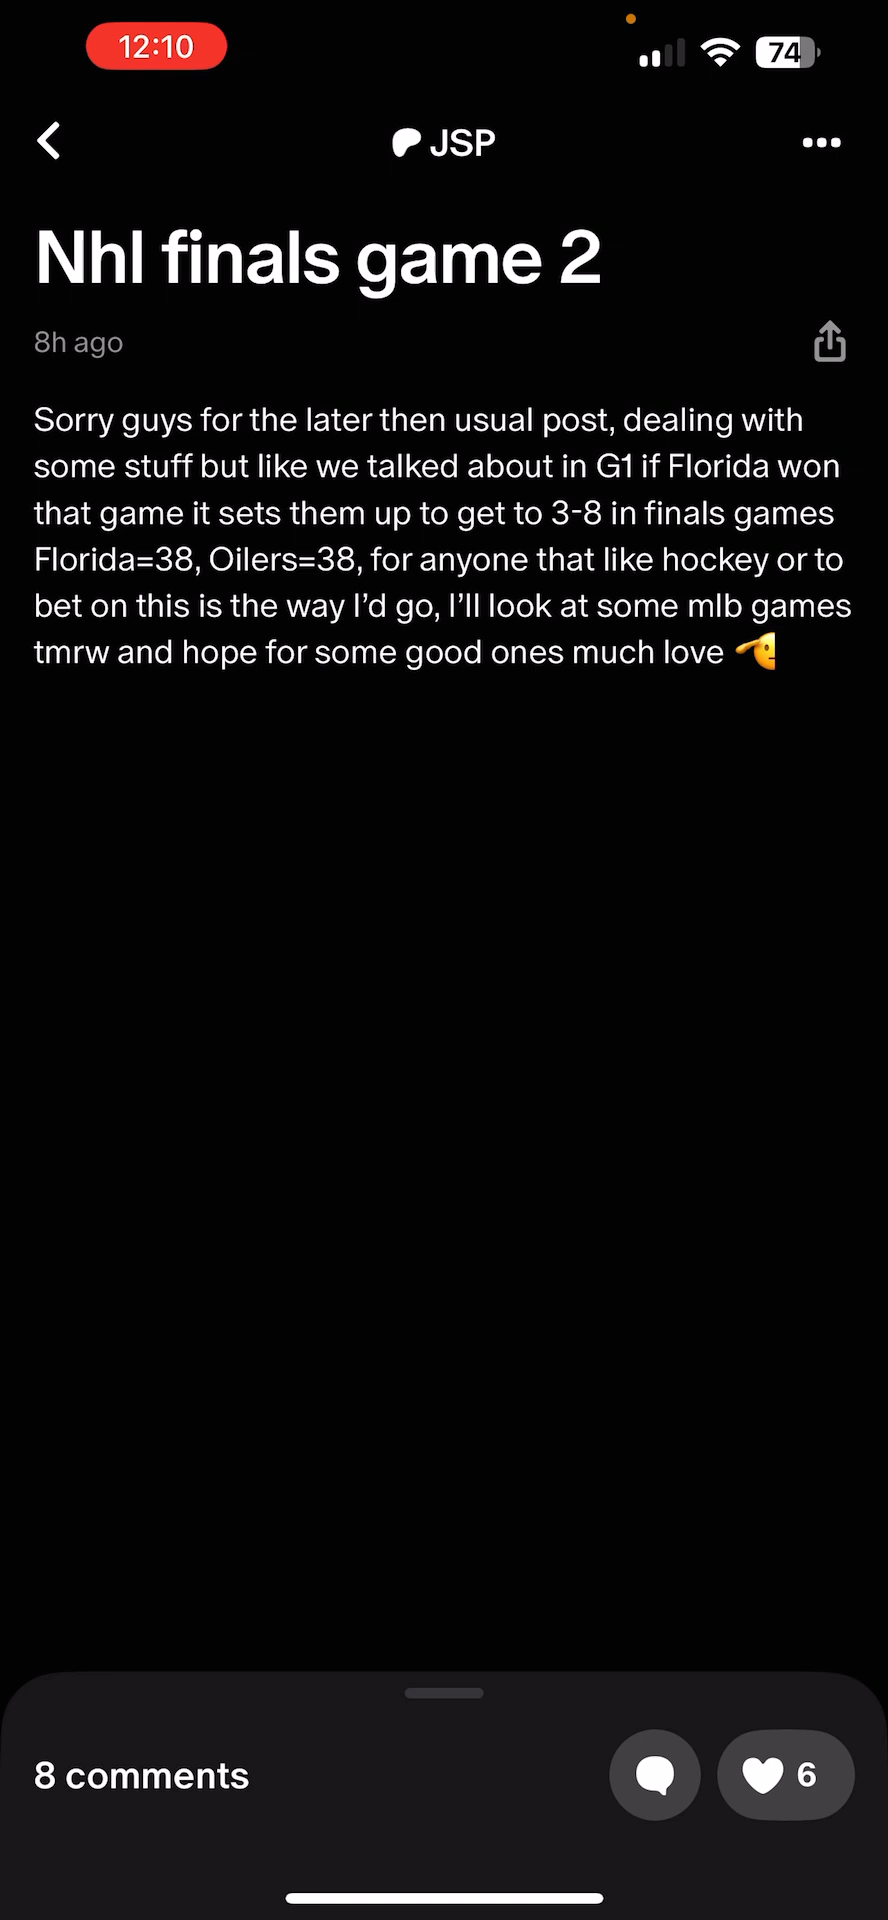 12:10
74
JSP
Nhl finals game 2
8h ago
Sorry guys for the later then usual post, dealing with
some stuff but like we talked about in G1 if Florida won
that game it sets them up to get to 3-8 in finals games
Florida=38, Oilers=38, for anyone that like hockey or to
bet on this is the way I’d go, I’ll look at some mlb games
tmrw and hope for some good ones much love 🫡
8 comments
6